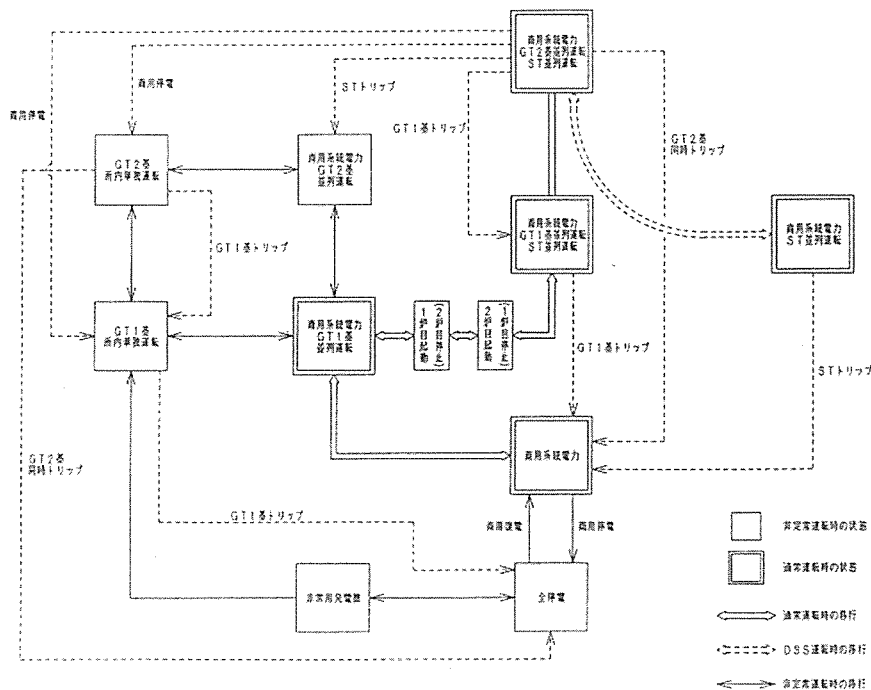 商用系統電力
GT2基並列運転
ST並列運転
商用停電
商用停電
STトリップ
GT1基トリップ
GT2基
同時トリップ
GT2基
所内単独運転
商用系統電力
GT2基
並列運転
商用系統電力
GT1基並列運転
ST並列運転
商用系統電力
ST並列運転
GT1基トリップ
GT1基
所内単独運転
商用系統電力
GT1基
並列運転
1炉目起動
(2炉目停止)
2炉目起動
(1炉目停止)
GT1基トリップ
STトリップ
商用系統電力
GT2基
同時トリップ
GT1基トリップ
商用復電
商用停電
非常用発電機
全停電
非定常運転時の状態
通常運転時の状態
通常運転時の移行
DSS運転時の移行
非定常運転時の移行